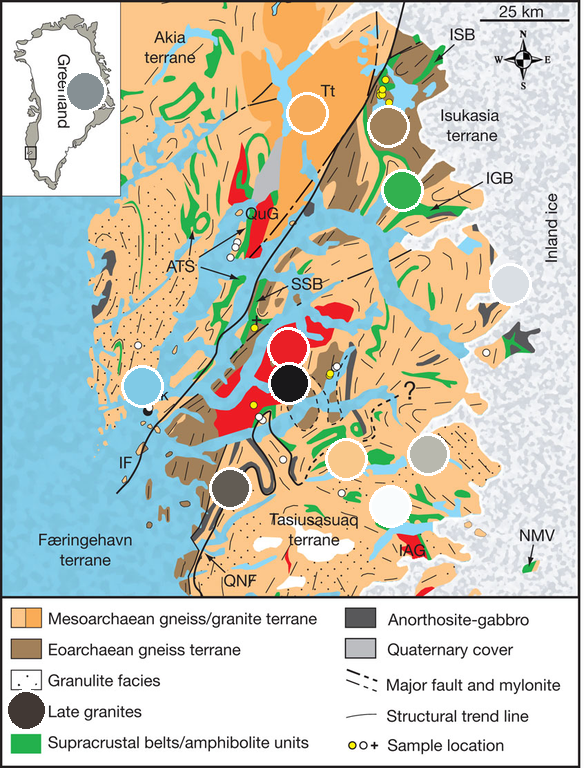 25 km
N
W E
S
Akia
terrane
ISB
Tt
Isukasia
terrane
IGB
QuG
Inland ice
ATS
SSB
?
IF
Tasiusasuaq
terrane
Færingehavn
terrane
IAG
NMV
QNF
Mesoarchaean gneiss/granite terrane
Eoarchaean gneiss terrane
Granulite facies
Late granites
Supracrustal belts/amphibolite units
Anorthosite-gabbro
Quaternary cover
Major fault and mylonite
Structural trend line
Sample location